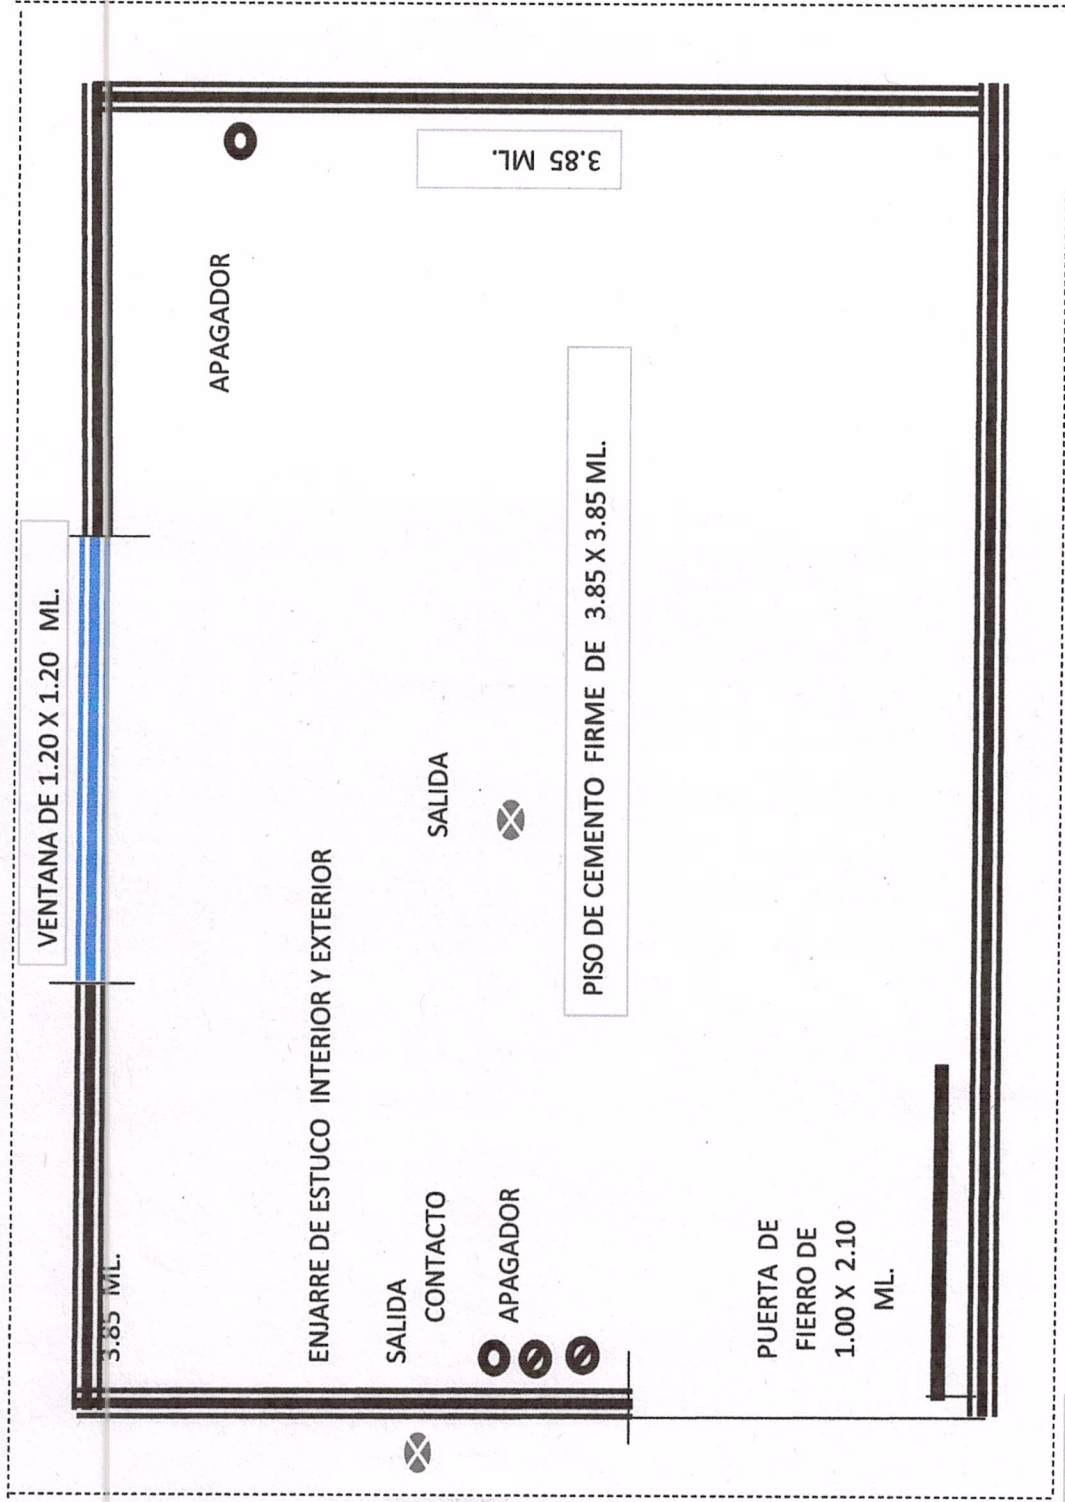 VENTANA DE 1.20 X 1.20 ML.
3.85 ML.
APAGADOR
3.85 ML.
ENJARRE DE ESTUCO INTERIOR Y EXTERIOR
SALIDA
CONTACTO
APAGADOR
SALIDA
PISO DE CEMENTO FIRME DE 3.85 X 3.85 ML.
PUERTA DE
FIERRO DE
1.00 X 2.10
ML.